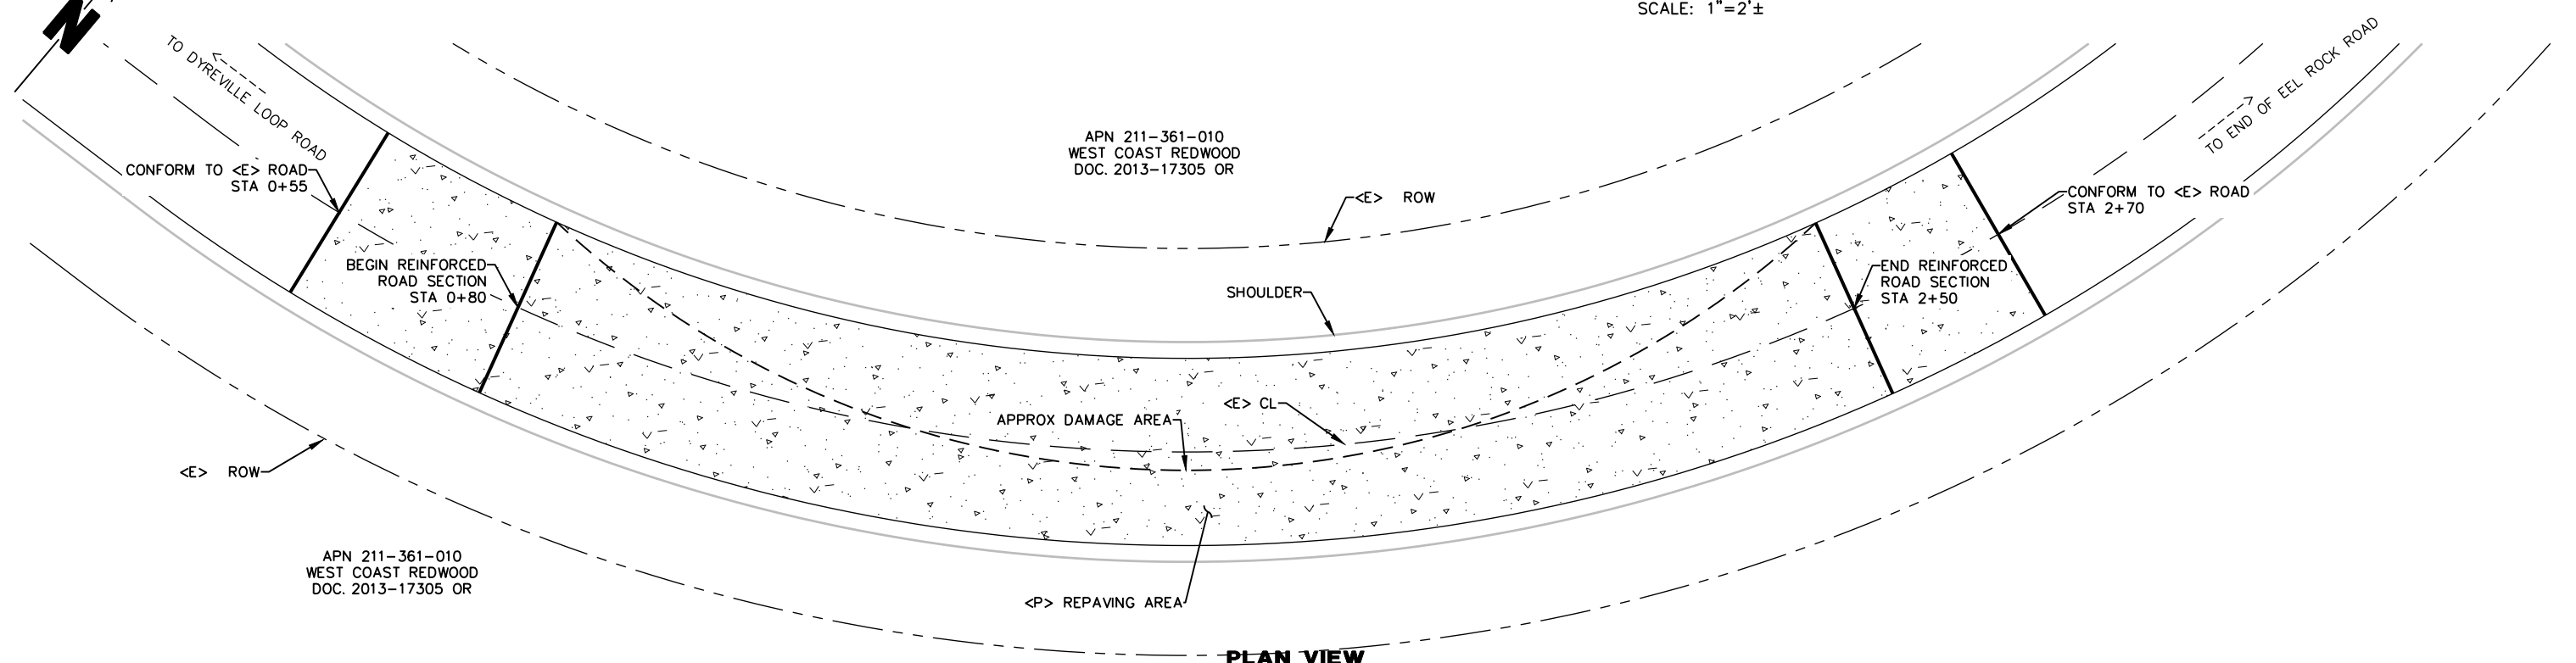 N
SCALE: 1"=2'±
TO DYREVILLE LOOP ROAD
TO END OF EEL ROCK ROAD
APN 211-361-010
WEST COAST REDWOOD
DOC. 2013-17305 OR
CONFORM TO <E> ROAD
STA 0+55
<E> ROW
CONFORM TO <E> ROAD
STA 2+70
BEGIN REINFORCED
ROAD SECTION
STA 0+80
SHOULDER
END REINFORCED
ROAD SECTION
STA 2+50
<E> CL
APPROX DAMAGE AREA
<E> ROW
APN 211-361-010
WEST COAST REDWOOD
DOC. 2013-17305 OR
<P> REPAVING AREA
PLAN VIEW